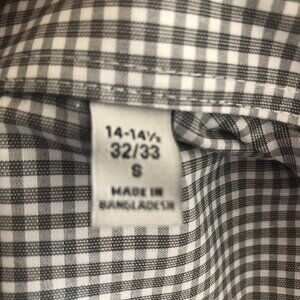 14-14½
32/33
S
MADE IN
BANGLADESH